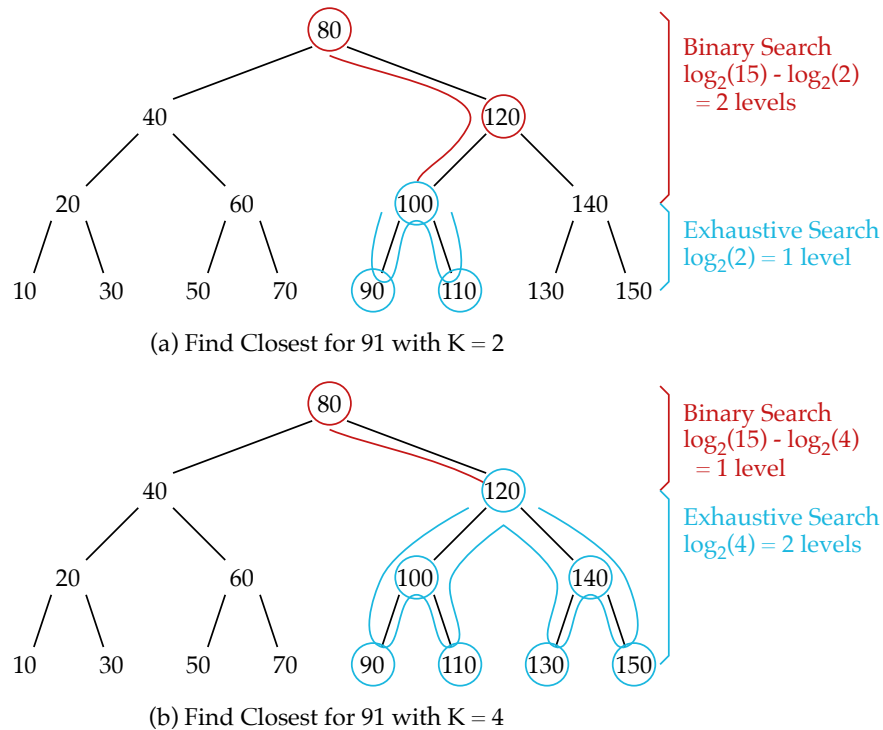 80
Binary Search
log₂(15) - log₂(2)
= 2 levels
40
120
20
60
100
140
Exhaustive Search
log₂(2) = 1 level
10 30 50 70 90 110 130 150
(a) Find Closest for 91 with K = 2
80
Binary Search
log₂(15) - log₂(4)
= 1 level
40
120
Exhaustive Search
log₂(4) = 2 levels
20
60
100
140
10 30 50 70 90 110 130 150
(b) Find Closest for 91 with K = 4